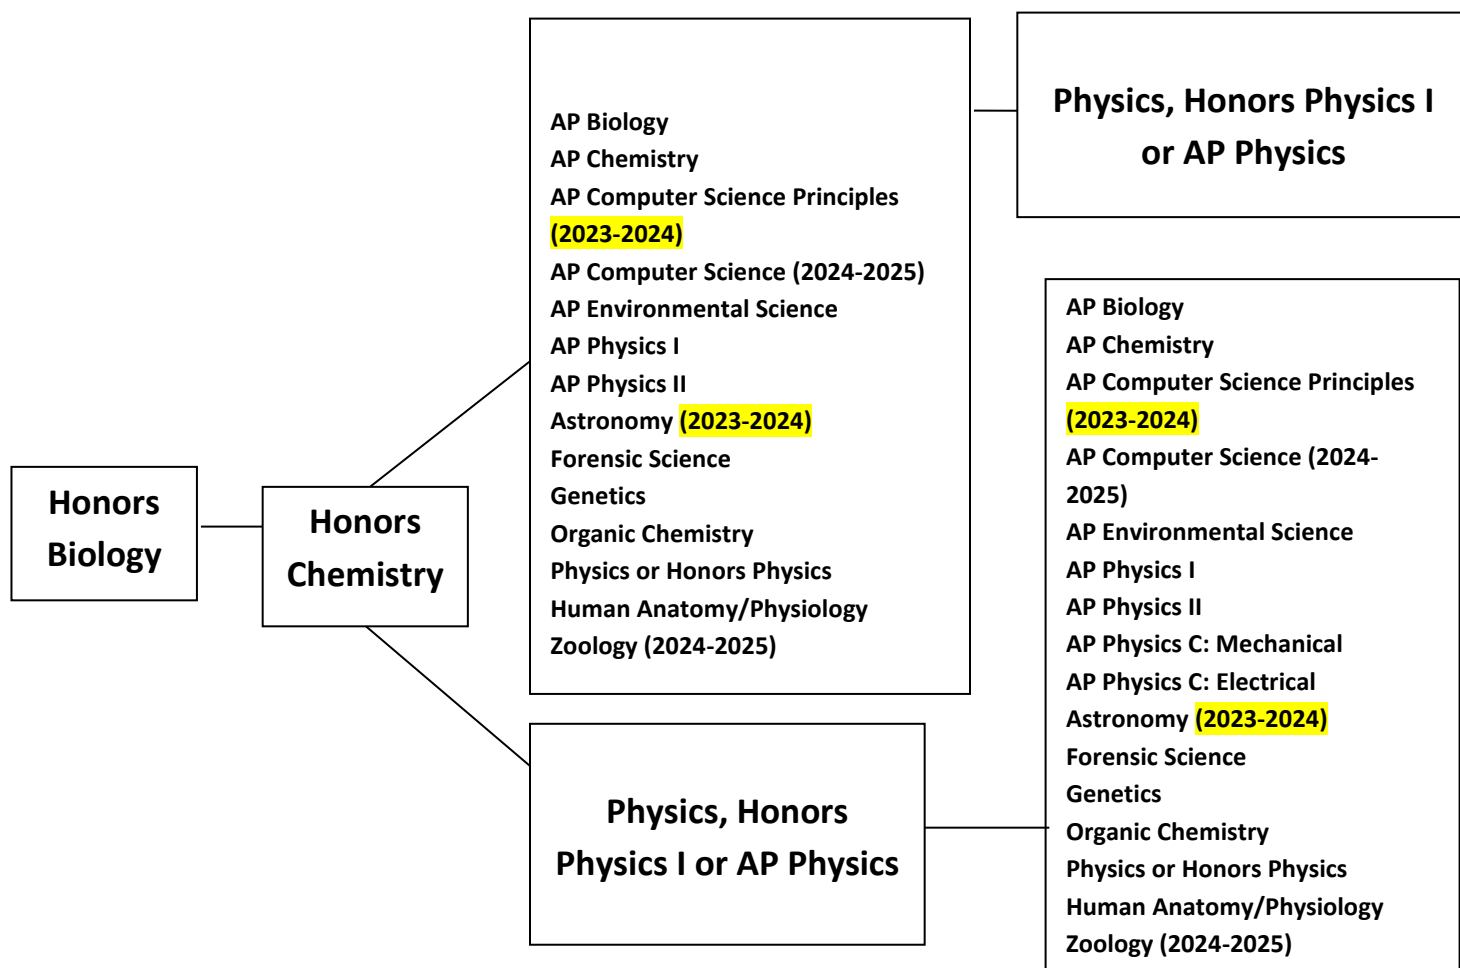 Honors
Biology
Honors
Chemistry
AP Biology
AP Chemistry
AP Computer Science Principles
(2023-2024)
AP Computer Science (2024-2025)
AP Environmental Science
AP Physics I
AP Physics II
Astronomy (2023-2024)
Forensic Science
Genetics
Organic Chemistry
Physics or Honors Physics
Human Anatomy/Physiology
Zoology (2024-2025)
Physics, Honors Physics I
or AP Physics
Physics, Honors
Physics I or AP Physics
AP Biology
AP Chemistry
AP Computer Science Principles
(2023-2024)
AP Computer Science (2024-
2025)
AP Environmental Science
AP Physics I
AP Physics II
AP Physics C: Mechanical
AP Physics C: Electrical
Astronomy (2023-2024)
Forensic Science
Genetics
Organic Chemistry
Physics or Honors Physics
Human Anatomy/Physiology
Zoology (2024-2025)